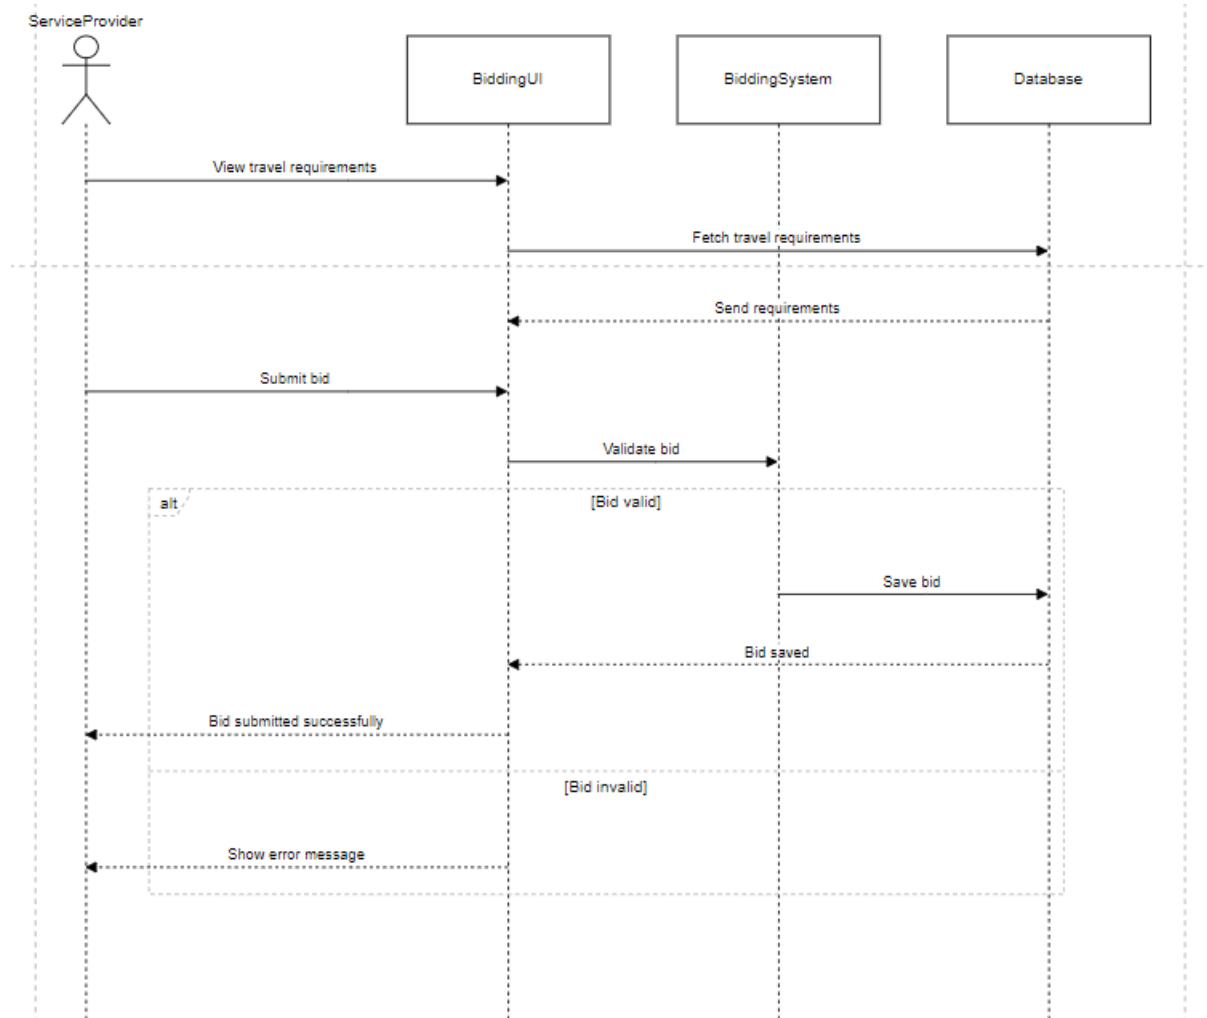 ServiceProvider
BiddingUI
BiddingSystem
Database
View travel requirements
Fetch travel requirements
Send requirements
Submit bid
Validate bid
alt
[Bid valid]
Save bid
Bid saved
Bid submitted successfully
[Bid invalid]
Show error message